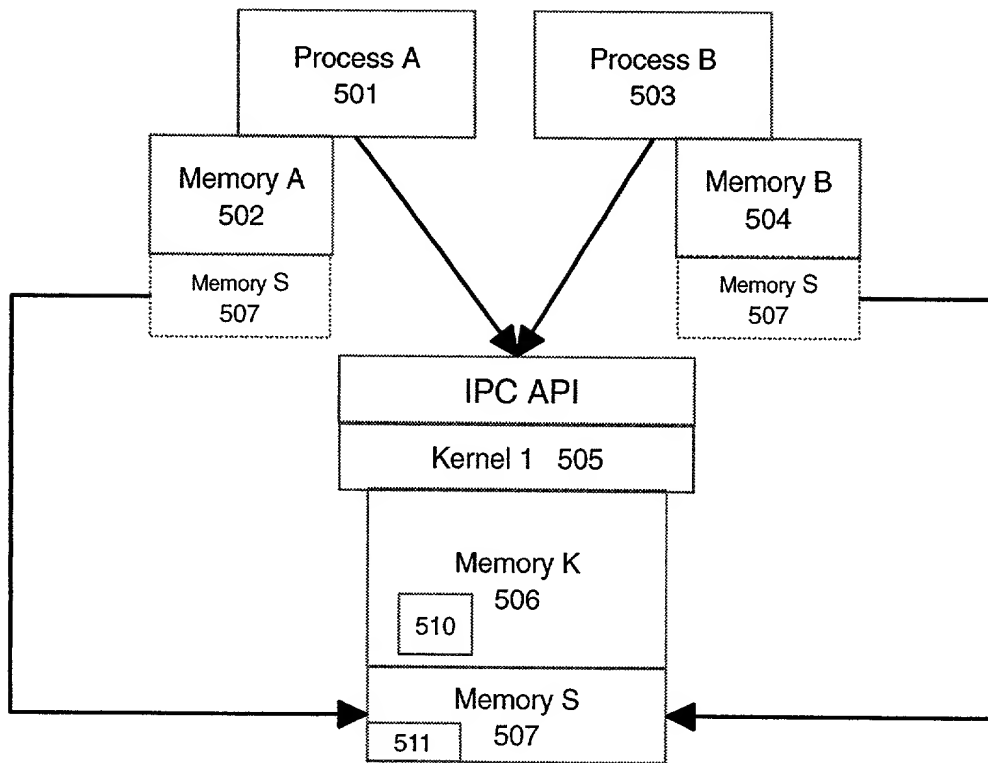 Process A
501
Process B
503
Memory A
502
Memory B
504
Memory S
507
Memory S
507
IPC API
Kernel 1 505
Memory K
506
510
Memory S
507
511